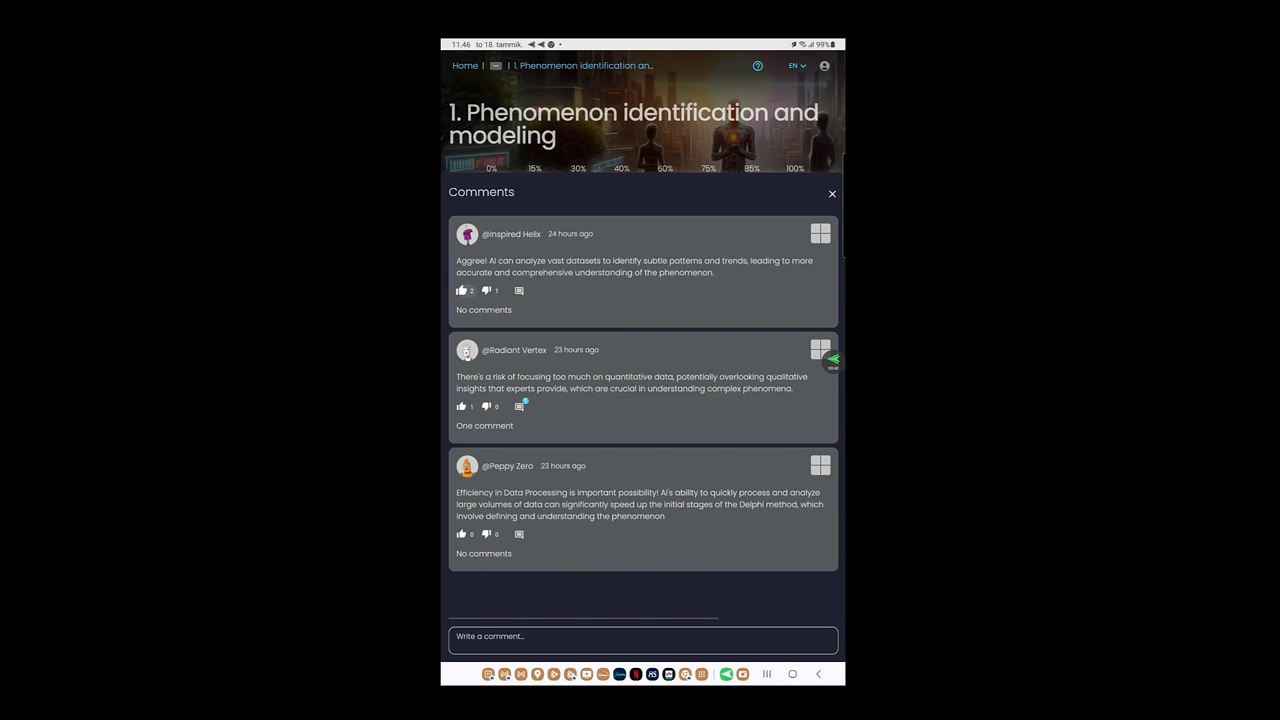 11.46 to 18. tammik. 99%
Home | | 1. Phenomenon identification an... EN
1. Phenomenon identification and
modeling
0% 15% 30% 40% 60% 75% 85% 100%
Comments
@Inspired Helix 24 hours ago
Aggree! AI can analyze vast datasets to identify subtle patterns and trends, leading to more
accurate and comprehensive understanding of the phenomenon.
2 1
No comments
@Radiant Vertex 23 hours ago
There's a risk of focusing too much on quantitative data, potentially overlooking qualitative
insights that experts provide, which are crucial in understanding complex phenomena.
1 0
One comment
@Peppy Zero 23 hours ago
Efficiency in Data Processing is important possibility! AI's ability to quickly process and analyze
large volumes of data can significantly speed up the initial stages of the Delphi method, which
involve defining and understanding the phenomenon
0 0
No comments
Write a comment...